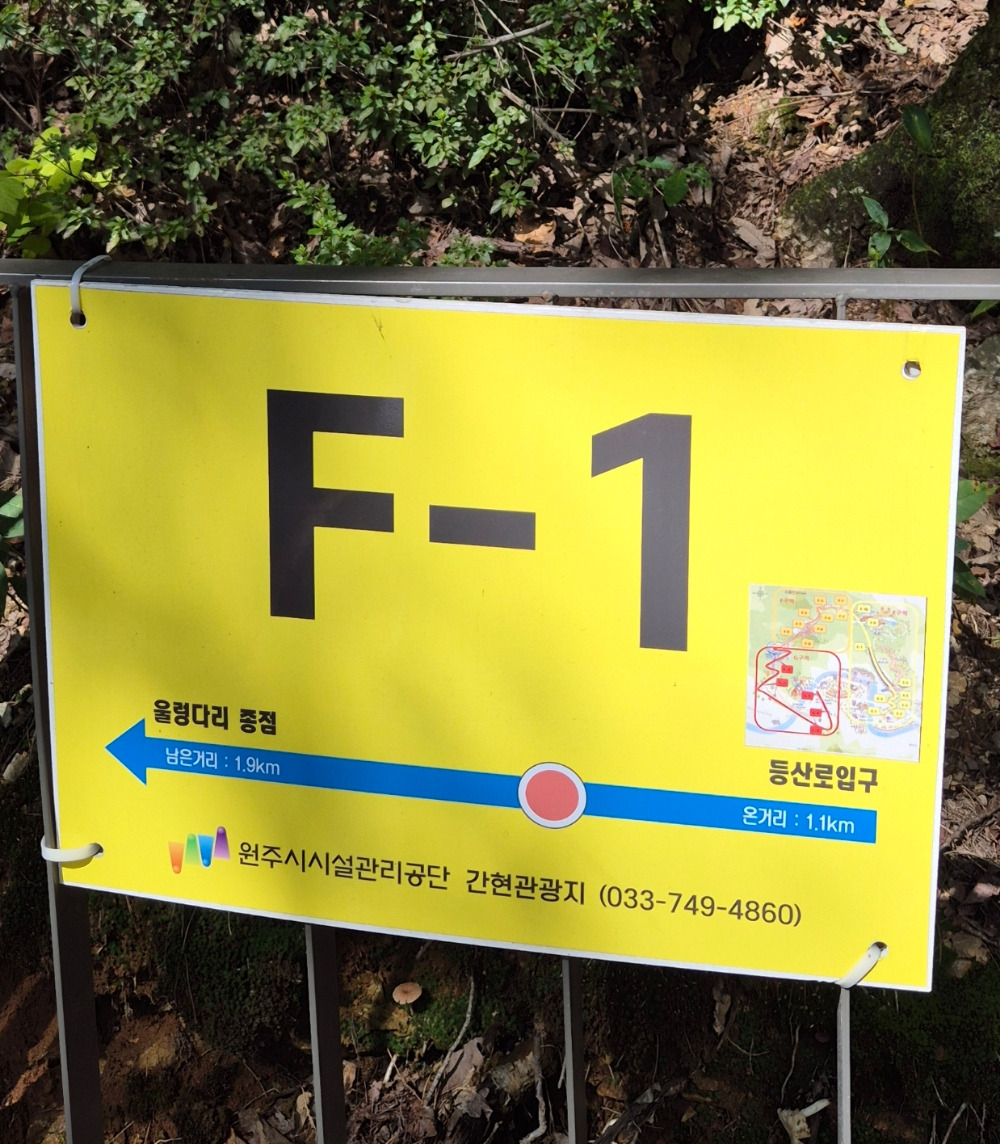 F-1
울렁다리 종점
남은거리 : 1.9km
등산로입구
온거리 : 1.1km
원주시시설관리공단 간현관광지 (033-749-4860)